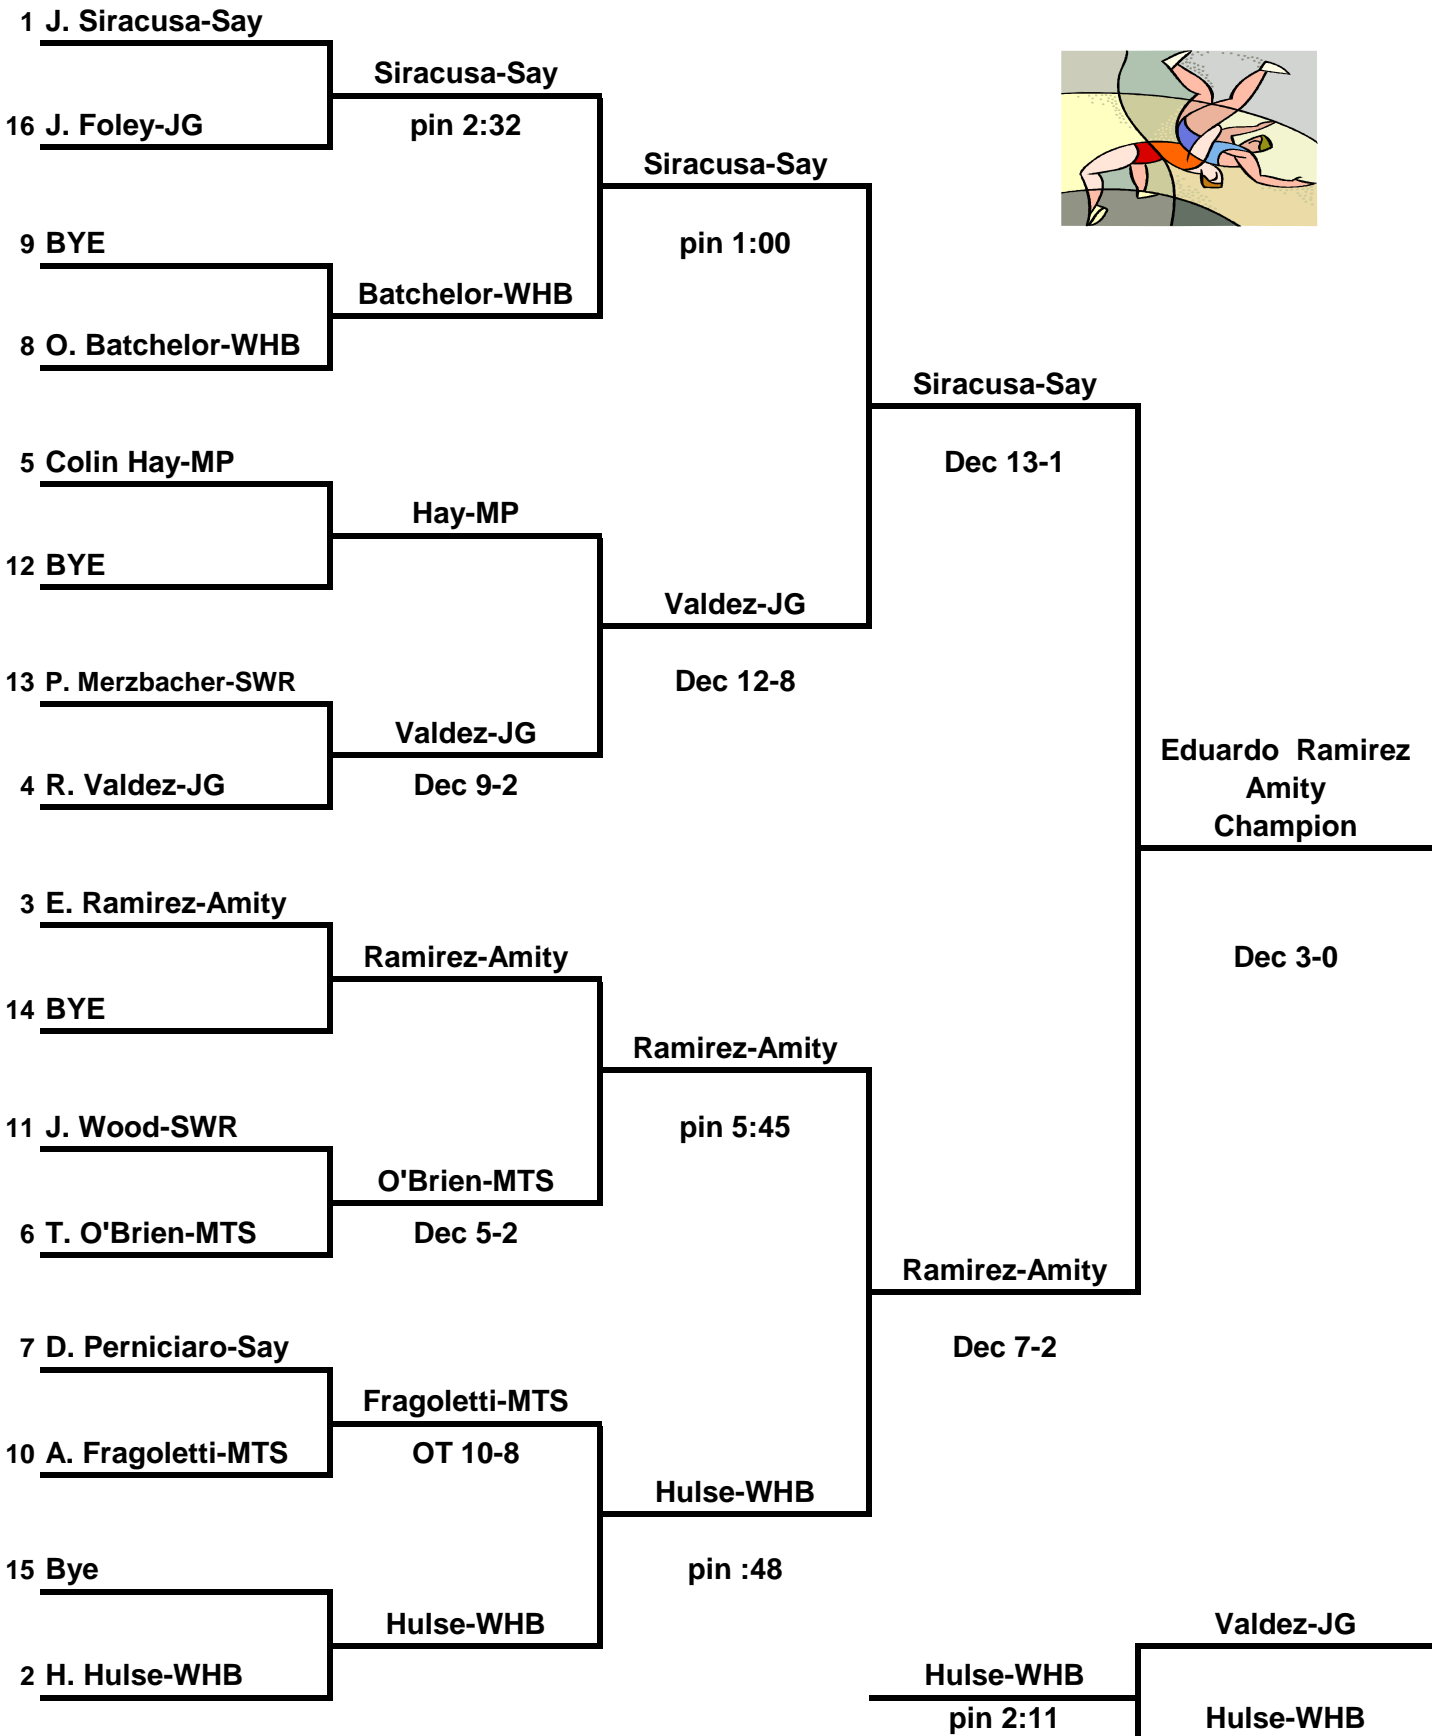 1 J. Siracusa-Say
Siracusa-Say
16 J. Foley-JG
pin 2:32
Siracusa-Say
9 BYE
pin 1:00
Batchelor-WHB
8 O. Batchelor-WHB
Siracusa-Say
5 Colin Hay-MP
Dec 13-1
Hay-MP
12 BYE
Valdez-JG
13 P. Merzbacher-SWR
Dec 12-8
Valdez-JG
4 R. Valdez-JG
Dec 9-2
Eduardo Ramirez
Amity
Champion
3 E. Ramirez-Amity
Ramirez-Amity
Dec 3-0
14 BYE
Ramirez-Amity
11 J. Wood-SWR
pin 5:45
O'Brien-MTS
6 T. O'Brien-MTS
Dec 5-2
Ramirez-Amity
7 D. Perniciaro-Say
Dec 7-2
Fragoletti-MTS
10 A. Fragoletti-MTS
OT 10-8
Hulse-WHB
15 Bye
pin :48
Hulse-WHB
Valdez-JG
2 H. Hulse-WHB
Hulse-WHB
pin 2:11
Hulse-WHB